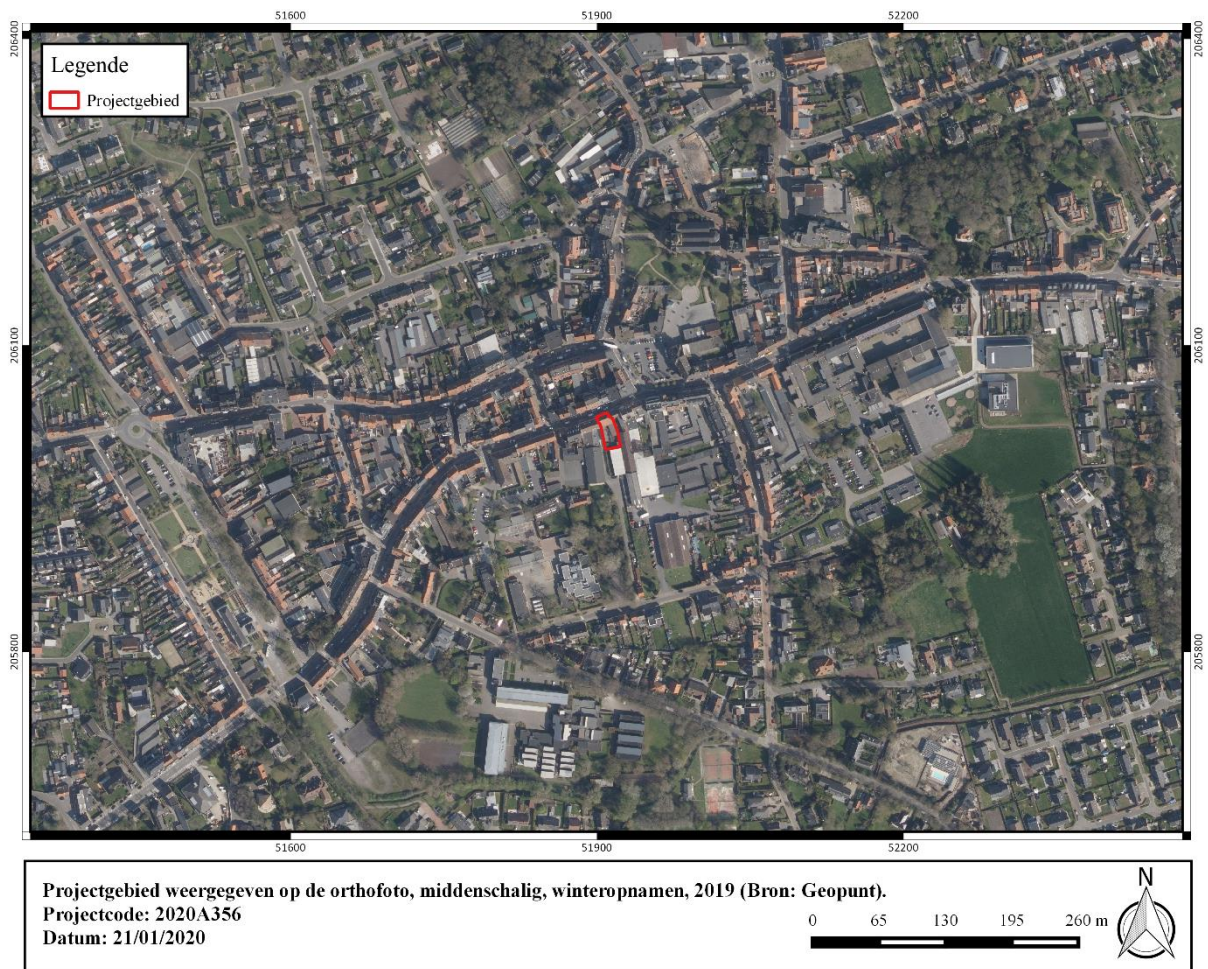 51600 51900 52200
206400 206400
Legende
Projectgebied
206100 206100
205800 205800
51600 51900 52200
Projectgebied weergegeven op de orthofoto, middenschalig, winteropnamen, 2019 (Bron: Geopunt).
Projectcode: 2020A356
Datum: 21/01/2020
0 65 130 195 260 m
N